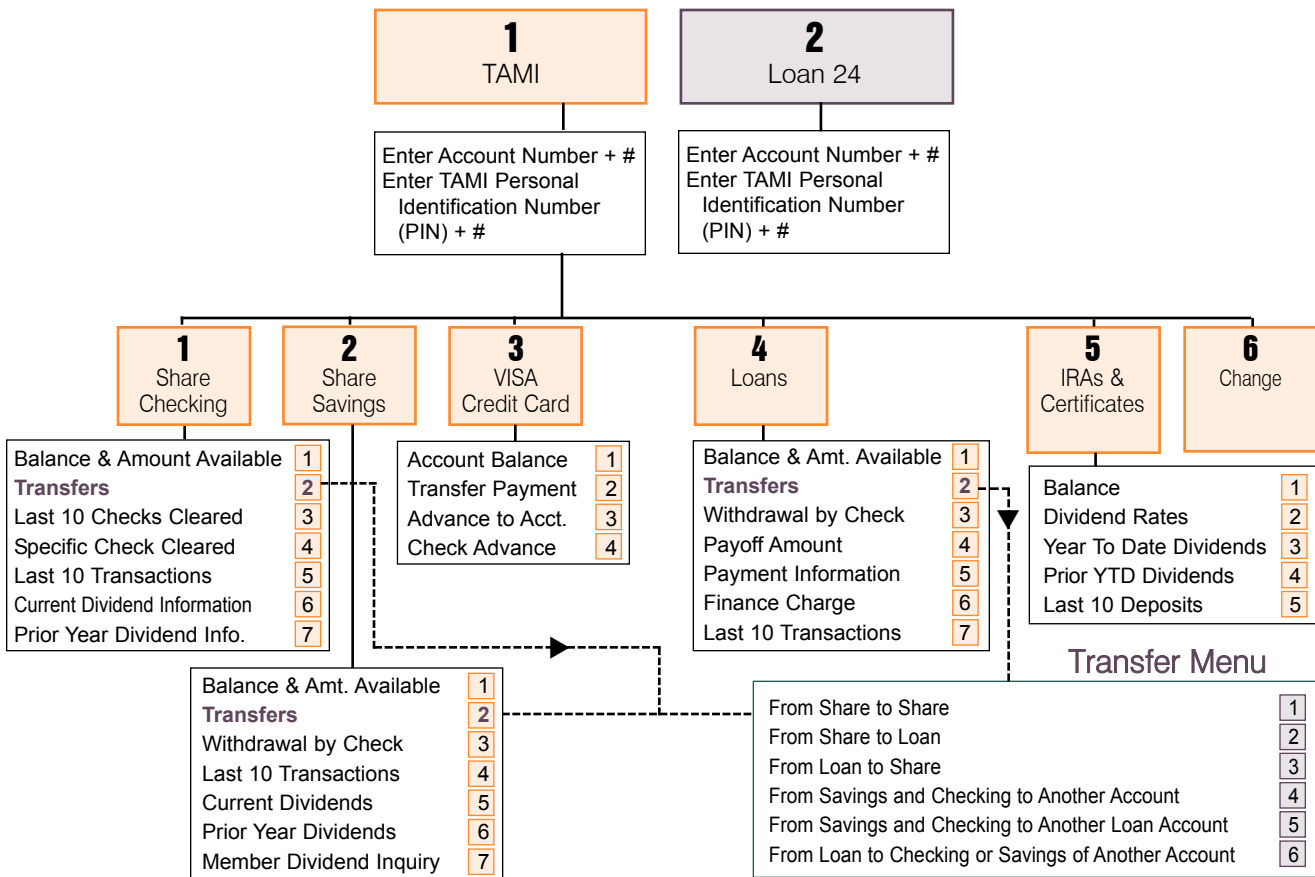 1
TAMI
2
Loan 24
Enter Account Number + #
Enter TAMI Personal
Identification Number
(PIN) + #
Enter Account Number + #
Enter TAMI Personal
Identification Number
(PIN) + #
1
Share
Checking
2
Share
Savings
3
VISA
Credit Card
4
Loans
5
IRAs &
Certificates
6
Change
Balance & Amount Available 1
Transfers 2
Last 10 Checks Cleared 3
Specific Check Cleared 4
Last 10 Transactions 5
Current Dividend Information 6
Prior Year Dividend Info. 7
Balance & Amt. Available 1
Transfers 2
Withdrawal by Check 3
Last 10 Transactions 4
Current Dividends 5
Prior Year Dividends 6
Member Dividend Inquiry 7
Account Balance 1
Transfer Payment 2
Advance to Acct. 3
Check Advance 4
Balance & Amt. Available 1
Transfers 2
Withdrawal by Check 3
Payoff Amount 4
Payment Information 5
Finance Charge 6
Last 10 Transactions 7
Balance 1
Dividend Rates 2
Year To Date Dividends 3
Prior YTD Dividends 4
Last 10 Deposits 5
Transfer Menu
From Share to Share 1
From Share to Loan 2
From Loan to Share 3
From Savings and Checking to Another Account 4
From Savings and Checking to Another Loan Account 5
From Loan to Checking or Savings of Another Account 6